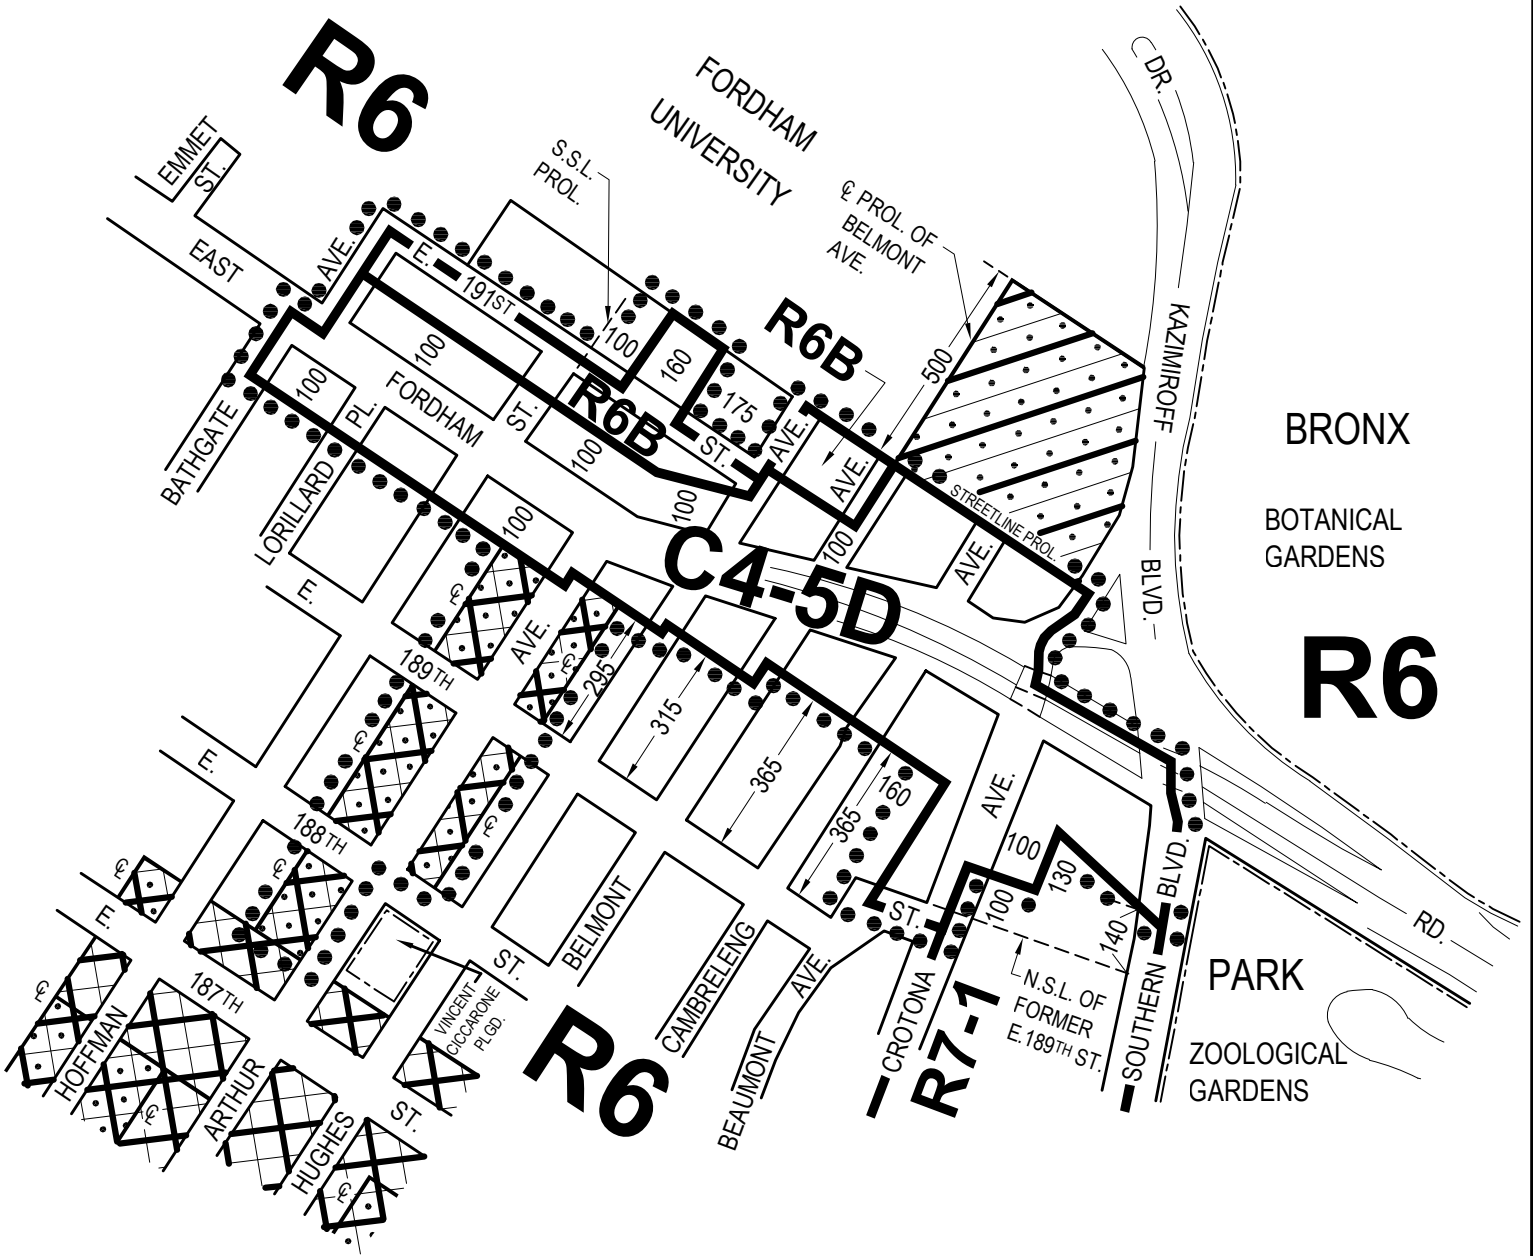 R6
FORDHAM
UNIVERSITY
DR.
EMMET
ST.
S.S.L.
PROL.
℄ PROL. OF
BELMONT
AVE.
EAST
AVE.
E.
191ST
100
160
175
R6B
500
KAZIMIROFF
BLVD.
100
100
FORDHAM
PL.
ST.
R6B
100
ST.
AVE.
AVE.
STREETLINE PROL.
BRONX
BOTANICAL
GARDENS
BATHGATE
LORILLARD
100
100
100
AVE.
C4-5D
R6
E.
℄
189TH
AVE.
℄
295
315
365
365
160
AVE.
E.
℄
℄
188TH
℄
℄
100
130
100
140
BLVD.
RD.
E.
℄
187TH
ST.
BELMONT
CAMBRELENG
AVE.
ST.
N.S.L. OF
FORMER
E.189TH ST.
PARK
ZOOLOGICAL
GARDENS
VINCENT
CICCARONE
PLGD.
HOFFMAN
ARTHUR
℄
HUGHES
ST.
℄
R6
BEAUMONT
CROTONA
R7-1
SOUTHERN